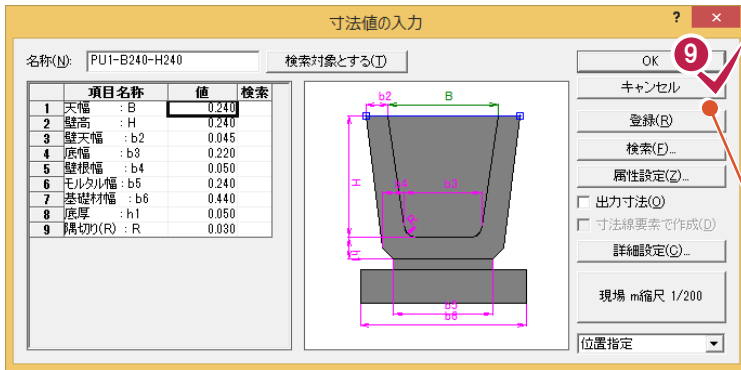 寸法値の入力
? ×
名称(N): PU1-B240-H240 検索対象とする(T)
項目名称 値 検索
1 天幅 : B 0.240
2 壁高 : H 0.240
3 壁天幅 : b2 0.045
4 底幅 : b3 0.220
5 壁根幅 : b4 0.050
6 モルタル幅 : b5 0.240
7 基礎材幅 : b6 0.440
8 底厚 : h1 0.050
9 隅切り(R) : R 0.030
b2 B
H b4 b3
R
h1
b5
b6
OK
9
キャンセル
登録(R)
検索(F)...
属性設定(Z)...
出力寸法(O)
寸法線要素で作成(D)
詳細設定(C)...
現場 m縮尺 1/200
位置指定